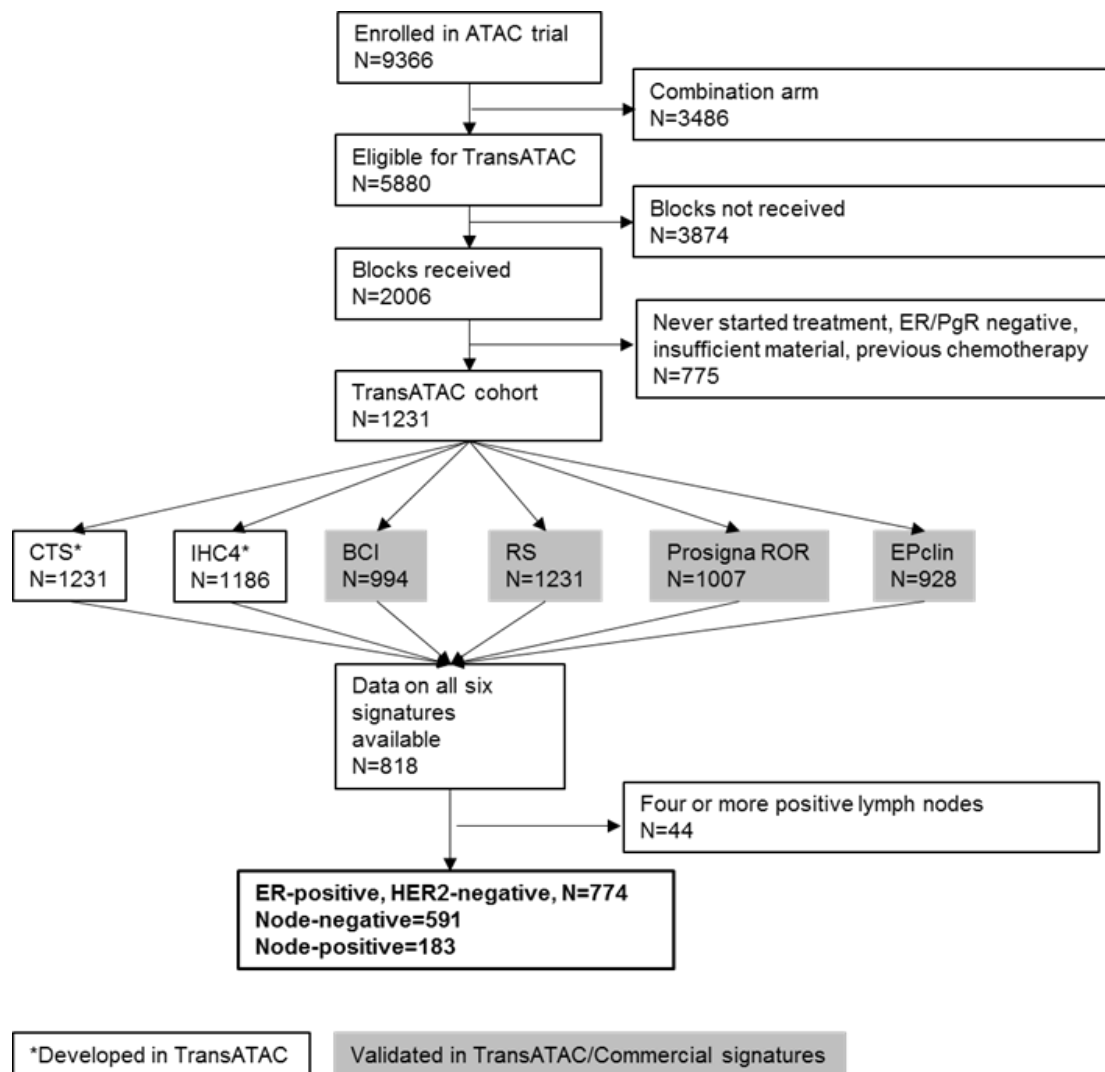 Enrolled in ATAC trial
N=9366
Combination arm
N=3486
Eligible for TransATAC
N=5880
Blocks not received
N=3874
Blocks received
N=2006
Never started treatment, ER/PgR negative,
insufficient material, previous chemotherapy
N=775
TransATAC cohort
N=1231
CTS*
N=1231
IHC4*
N=1186
BCI
N=994
RS
N=1231
Prosigna ROR
N=1007
EPclin
N=928
Data on all six
signatures
available
N=818
Four or more positive lymph nodes
N=44
ER-positive, HER2-negative, N=774
Node-negative=591
Node-positive=183
*Developed in TransATAC
Validated in TransATAC/Commercial signatures